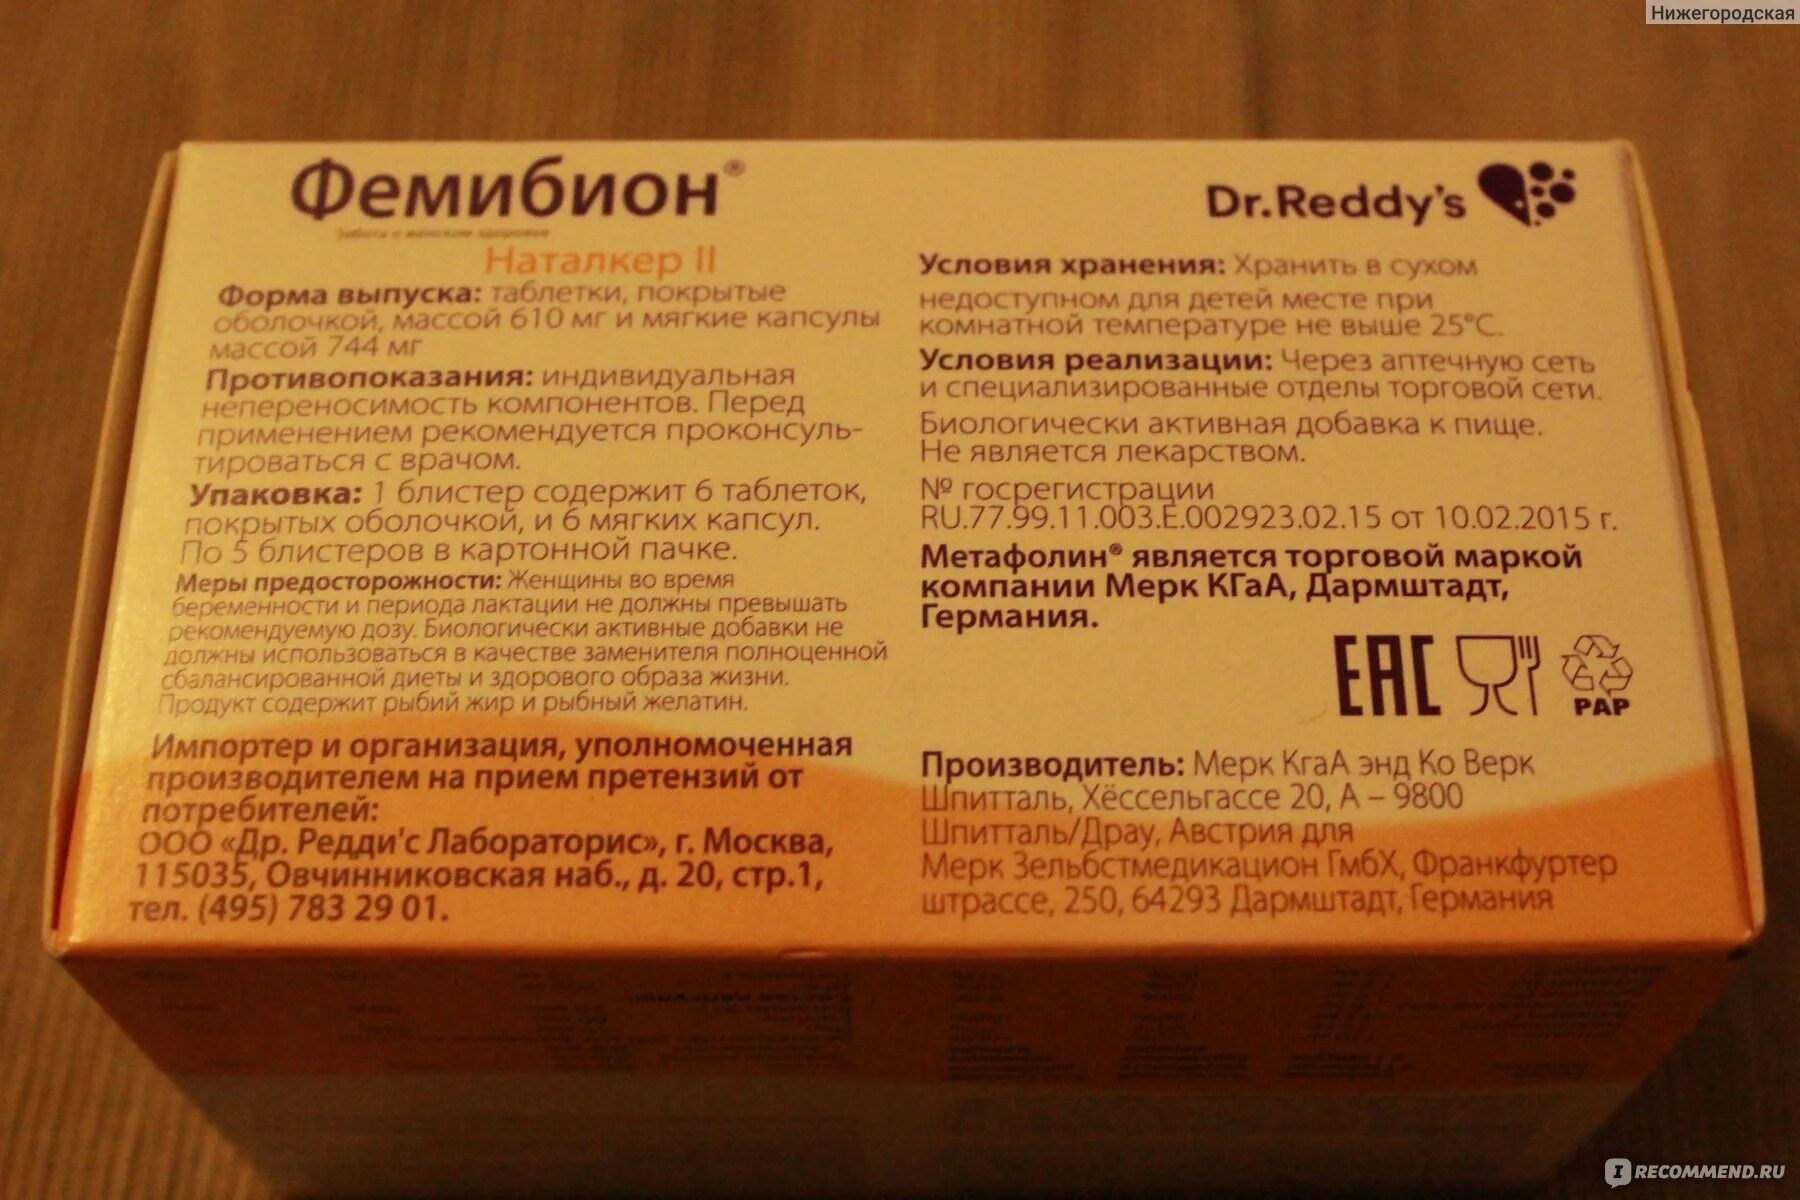 Нижегородская
Фемибион®
Забота о женском здоровье
Наталкер II
Форма выпуска: таблетки, покрытые
оболочкой, массой 610 мг и мягкие капсулы
массой 744 мг
Противопоказания: индивидуальная
непереносимость компонентов. Перед
применением рекомендуется проконсуль-
тироваться с врачом.
Упаковка: 1 блистер содержит 6 таблеток,
покрытых оболочкой, и 6 мягких капсул.
По 5 блистеров в картонной пачке.
Меры предосторожности: Женщины во время
беременности и периода лактации не должны превышать
рекомендуемую дозу. Биологически активные добавки не
должны использоваться в качестве заменителя полноценной
сбалансированной диеты и здорового образа жизни.
Продукт содержит рыбий жир и рыбный желатин.
Импортер и организация, уполномоченная
производителем на прием претензий от
потребителей:
ООО «Др. Редди'с Лабораторис», г. Москва,
115035, Овчинниковская наб., д. 20, стр.1,
тел. (495) 783 29 01.
Dr.Reddy's
Условия хранения: Хранить в сухом
недоступном для детей месте при
комнатной температуре не выше 25°C.
Условия реализации: Через аптечную сеть
и специализированные отделы торговой сети.
Биологически активная добавка к пище.
Не является лекарством.
№ госрегистрации
RU.77.99.11.003.Е.002923.02.15 от 10.02.2015 г.
Метафолин® является торговой маркой
компании Мерк КГаА, Дармштадт,
Германия.
EAC
PAP
Производитель: Мерк КгаА энд Ко Верк
Шпитталь, Хёссельгассе 20, А – 9800
Шпитталь/Драу, Австрия для
Мерк Зельбстмедикацион ГмбХ, Франкфуртер
штрассе, 250, 64293 Дармштадт, Германия
IRECOMMEND.RU